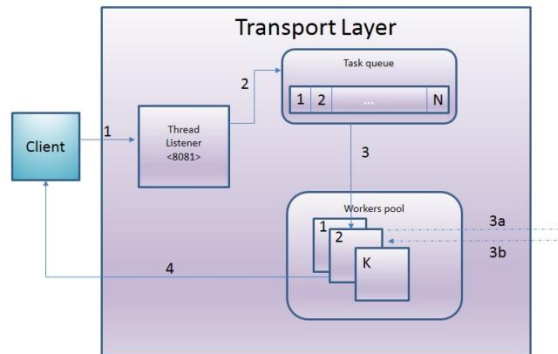 Transport Layer
Task queue
1 2 ... N
2
1
Client
Thread
Listener
<8081>
3
Workers pool
1
2
K
3a
3b
4